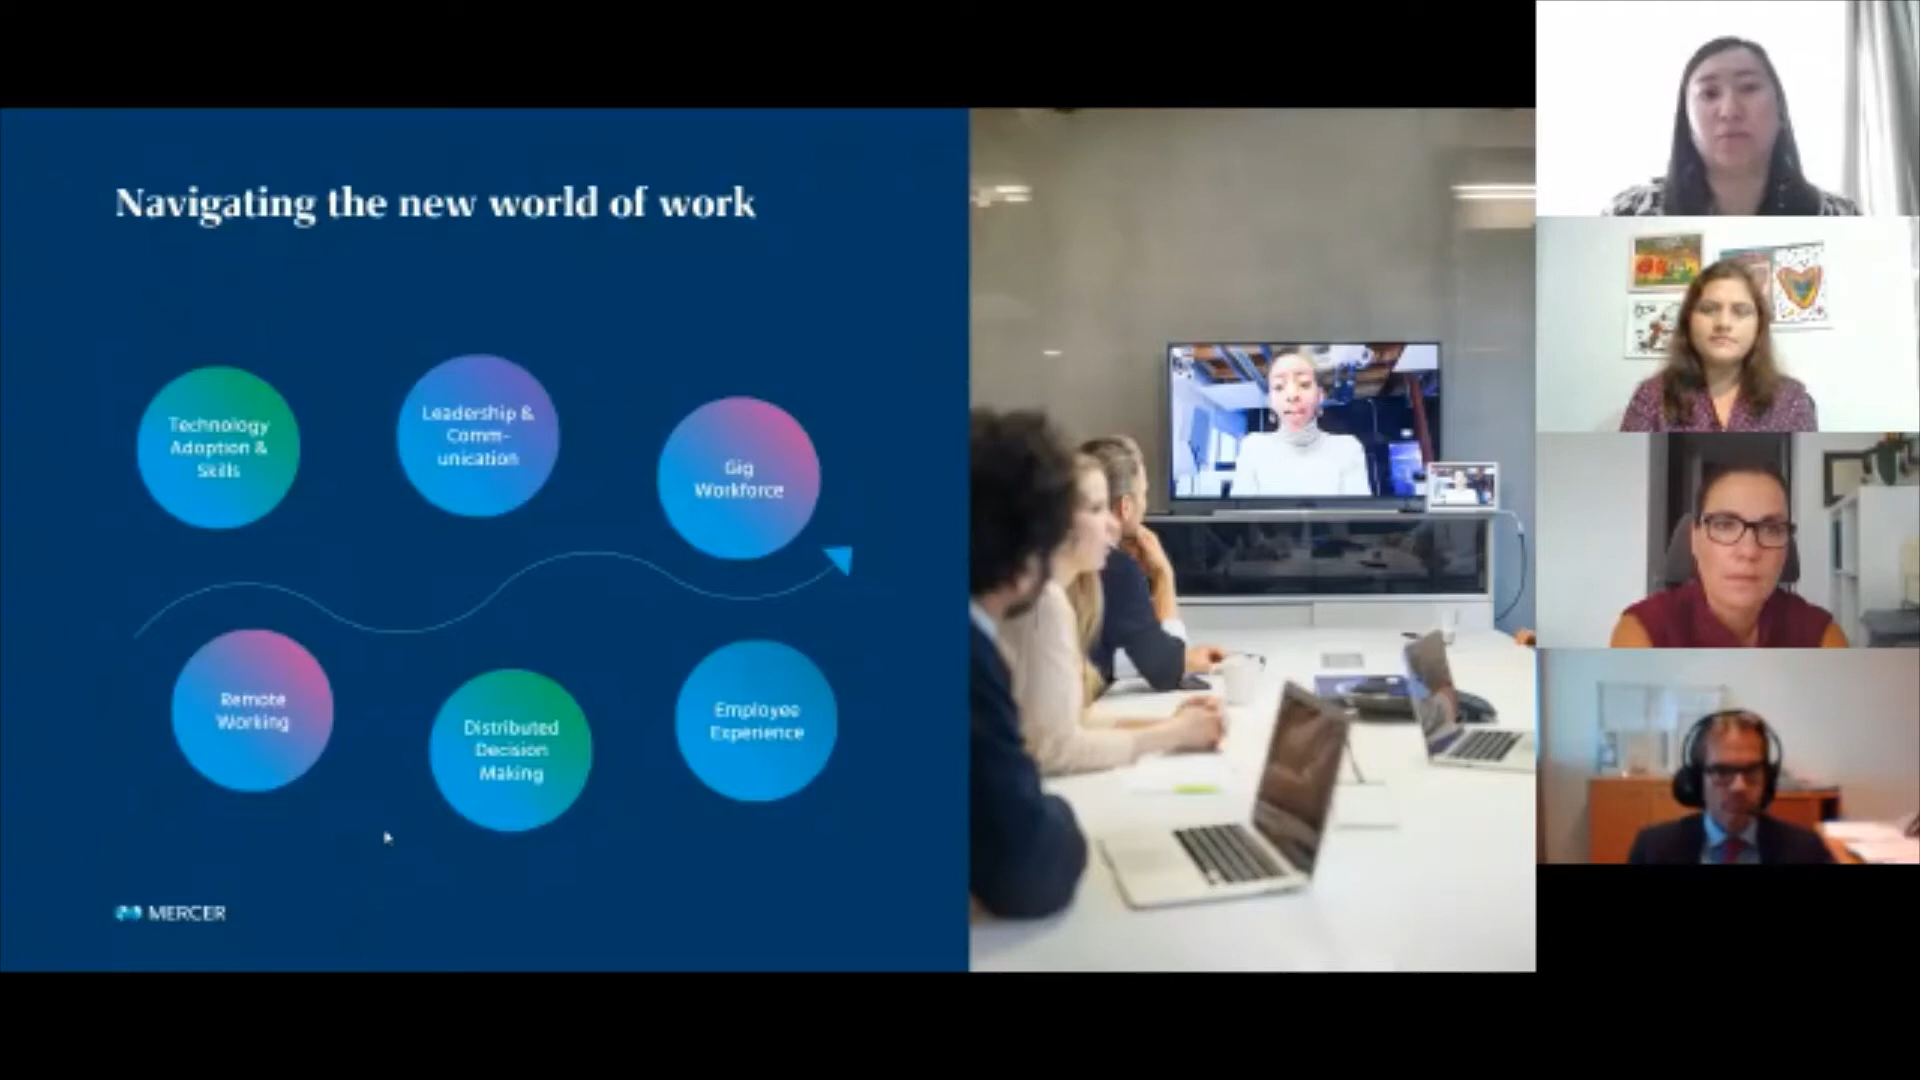 Navigating the new world of work
Technology
Adoption &
Skills
Leadership &
Comm-
unication
Gig
Workforce
Remote
Working
Distributed
Decision
Making
Employee
Experience
MERCER